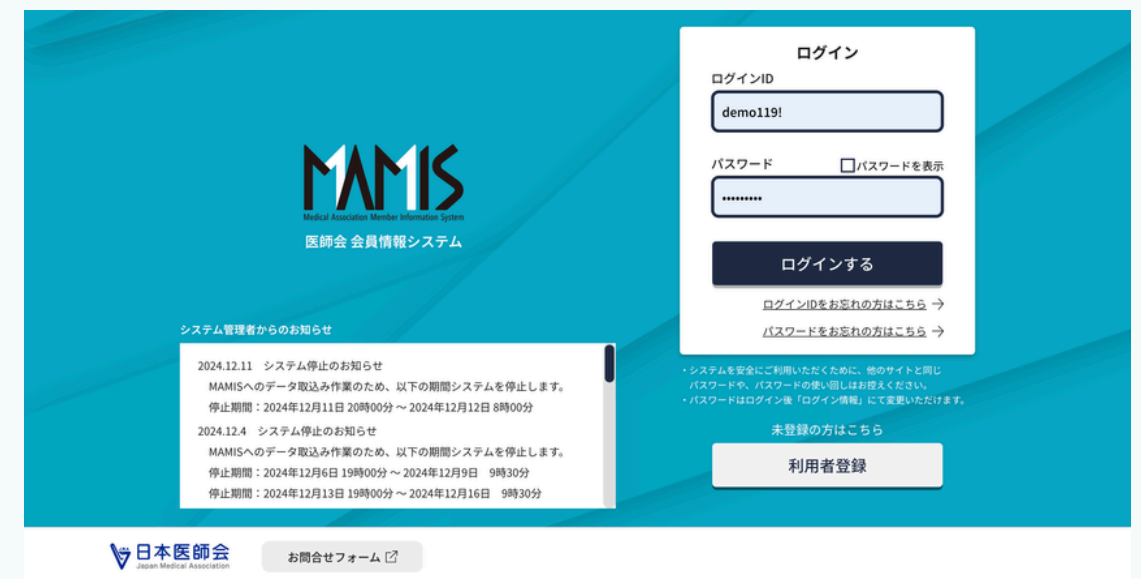 MAMIS
Medical Association Member Information System
医師会 会員情報システム
システム管理者からのお知らせ
2024.12.11 システム停止のお知らせ
MAMISへのデータ取込み作業のため、以下の期間システムを停止します。
停止期間：2024年12月11日 20時00分 ～ 2024年12月12日 8時00分
2024.12.4 システム停止のお知らせ
MAMISへのデータ取込み作業のため、以下の期間システムを停止します。
停止期間：2024年12月6日 19時00分 ～ 2024年12月9日 9時30分
停止期間：2024年12月13日 19時00分 ～ 2024年12月16日 9時30分
ログイン
ログインID
demo119!
パスワード パスワードを表示
•••••••••
ログインする
ログインIDをお忘れの方はこちら →
パスワードをお忘れの方はこちら →
・システムを安全にご利用いただくために、他のサイトと同じ
パスワードや、パスワードの使い回しはお控えください。
・パスワードはログイン後「ログイン情報」にて変更いただけます。
未登録の方はこちら
利用者登録
日本医師会
Japan Medical Association
お問合せフォーム